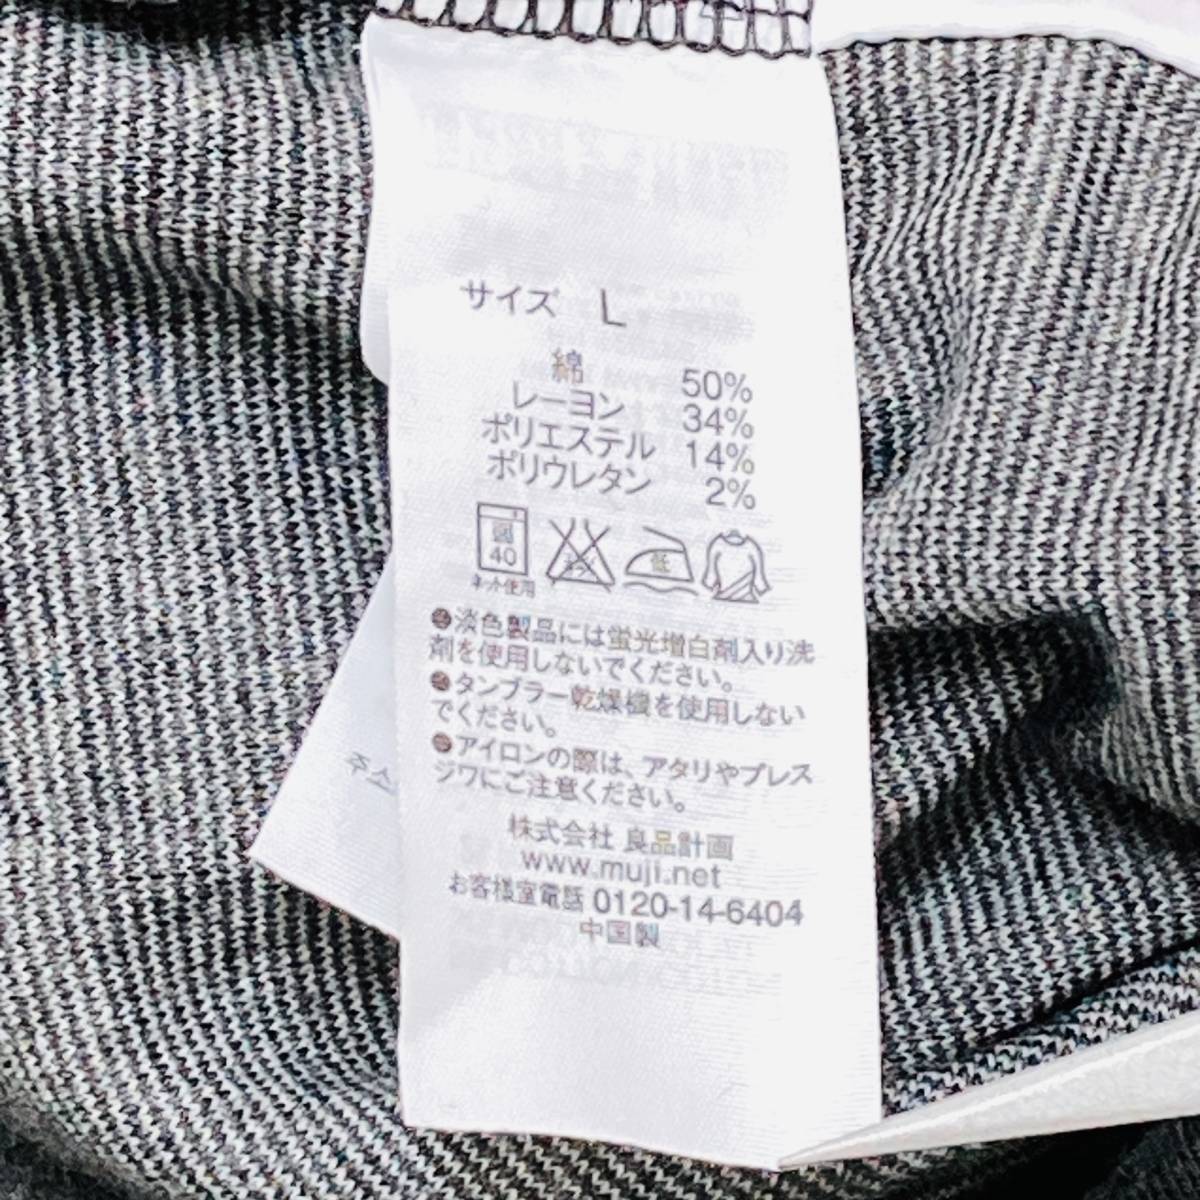 サイズ L
綿 50%
レーヨン 34%
ポリエステル 14%
ポリウレタン 2%
弱
40
ネット使用
低
●淡色製品には蛍光増白剤入り洗
剤を使用しないでください。
●タンブラー乾燥機を使用しない
でください。
●アイロンの際は、アタリやプレス
ジワにご注意ください。
株式会社 良品計画
www.muji.net
お客様室電話 0120-14-6404
中国製
주소